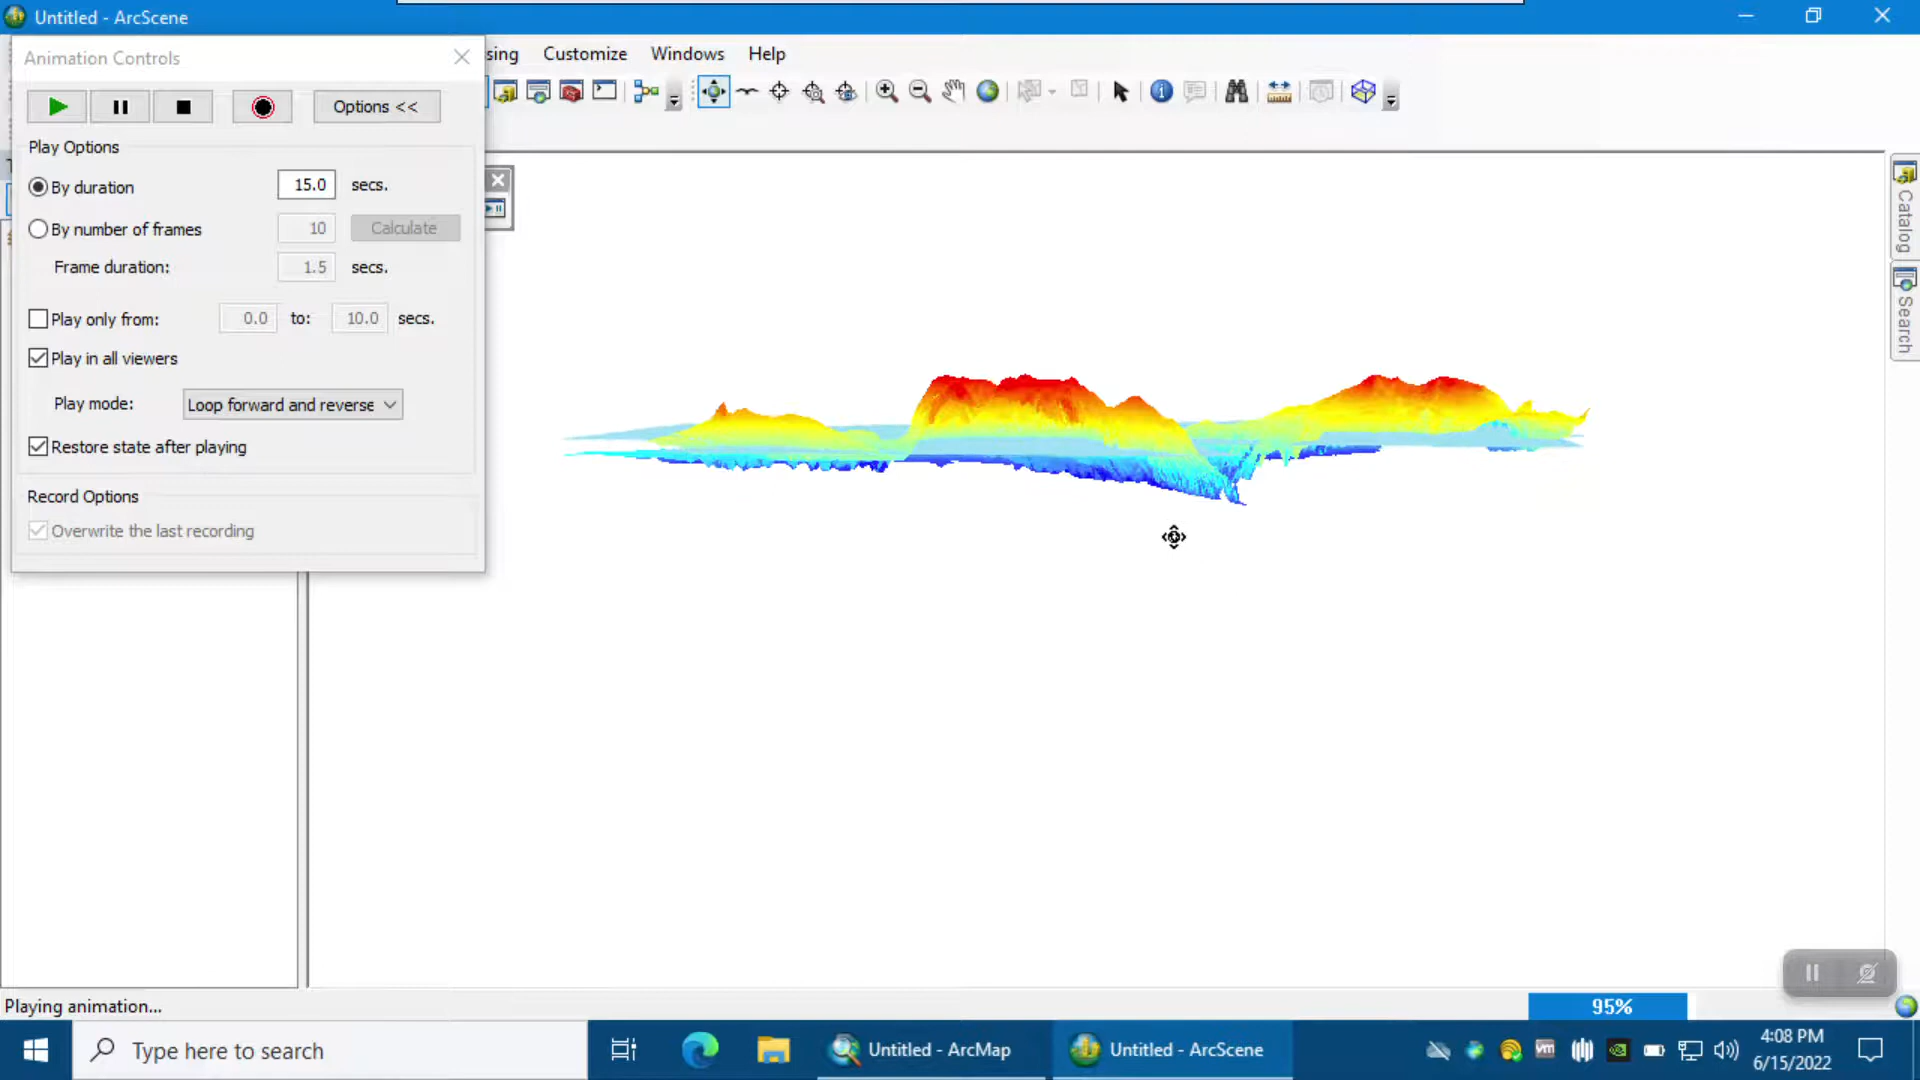 Untitled - ArcScene
Animation Controls
sing Customize Windows Help
Options <<
Play Options
By duration 15.0 secs.
By number of frames 10 Calculate
Frame duration: 1.5 secs.
Play only from: 0.0 to: 10.0 secs.
Play in all viewers
Play mode: Loop forward and reverse
Restore state after playing
Record Options
Overwrite the last recording
Catalog
Search
Playing animation...
95%
Type here to search
Untitled - ArcMap
Untitled - ArcScene
vm
4:08 PM
6/15/2022